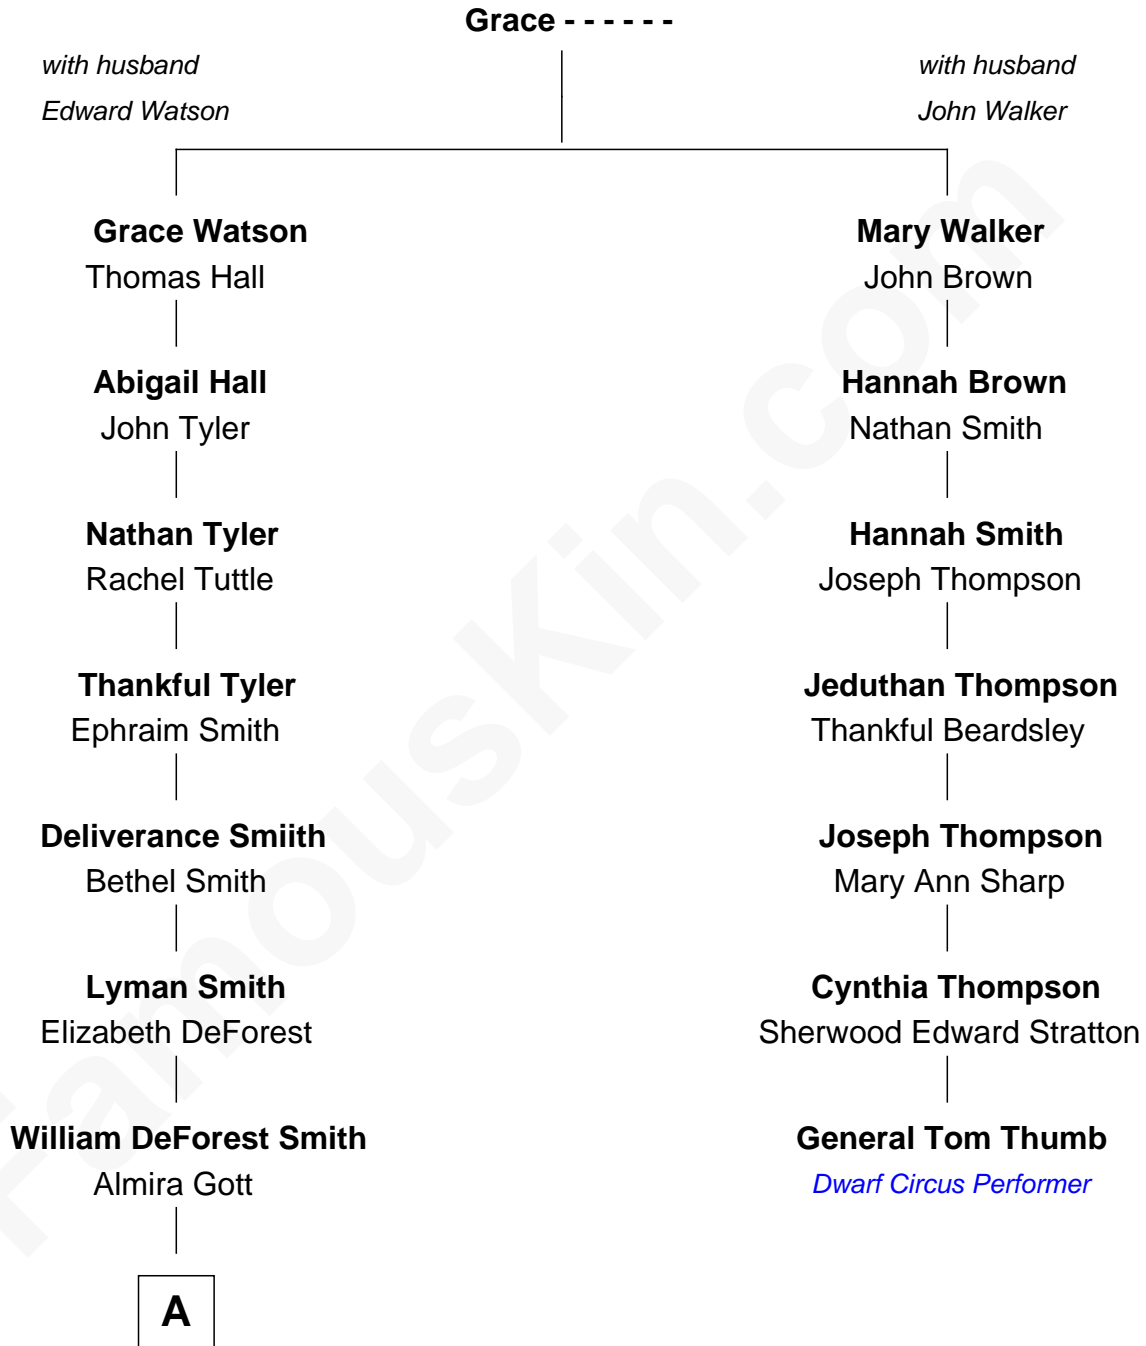 Grace - - - - - -
with husband
Edward Watson
with husband
John Walker
Grace Watson
Thomas Hall
Mary Walker
John Brown
Abigail Hall
John Tyler
Hannah Brown
Nathan Smith
Nathan Tyler
Rachel Tuttle
Hannah Smith
Joseph Thompson
Thankful Tyler
Ephraim Smith
Jeduthan Thompson
Thankful Beardsley
Deliverance Smiith
Bethel Smith
Joseph Thompson
Mary Ann Sharp
Lyman Smith
Elizabeth DeForest
Cynthia Thompson
Sherwood Edward Stratton
William DeForest Smith
Almira Gott
General Tom Thumb
Dwarf Circus Performer
A
FamousKin.com